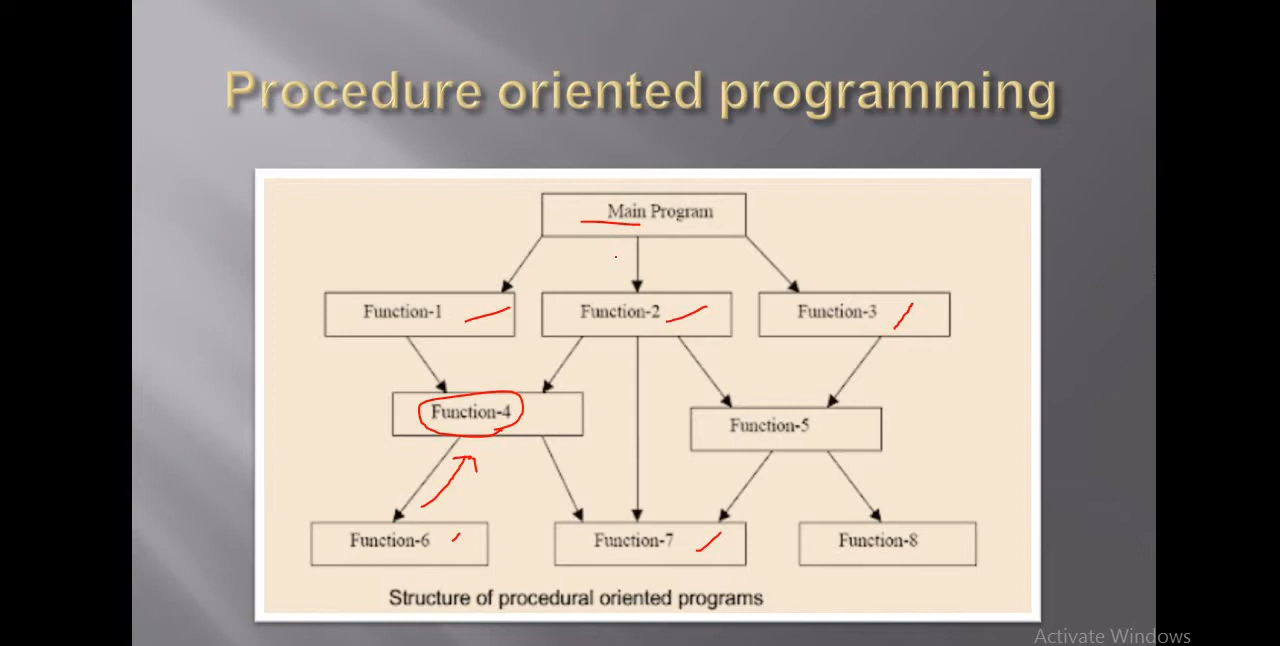 Procedure oriented programming
Main Program
Function-1
Function-2
Function-3
Function-4
Function-5
Function-6
Function-7
Function-8
Structure of procedural oriented programs
Activate Windows